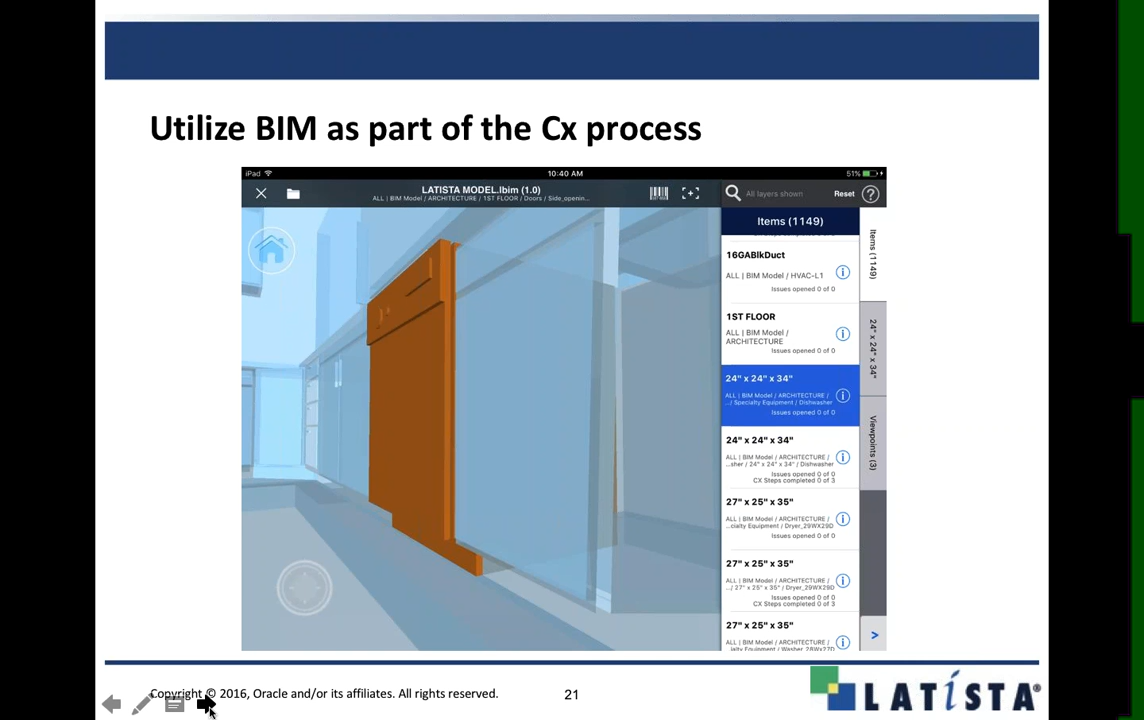 Utilize BIM as part of the Cx process
iPad
10:40 AM
51%
LATISTA MODEL.lbim (1.0)
ALL | BIM Model / ARCHITECTURE / 1ST FLOOR / Doors / Side_openin...
All layers shown
Reset
?
Items (1149)
16GABlkDuct
ALL | BIM Model / HVAC-L1
Issues opened 0 of 0
1ST FLOOR
ALL | BIM Model /
ARCHITECTURE
Issues opened 0 of 0
24" x 24" x 34"
ALL | BIM Model / ARCHITECTURE
.../ Specialty Equipment / Dishwasher
Issues opened 0 of 0
24" x 24" x 34"
ALL | BIM Model / ARCHITECTURE /
...sher / 24" x 24" x 34" / Dishwasher
Issues opened 0 of 0
CX Steps completed 0 of 3
27" x 25" x 35"
ALL | BIM Model / ARCHITECTURE /
...cialty Equipment / Dryer_29WX29D
Issues opened 0 of 0
27" x 25" x 35"
ALL | BIM Model / ARCHITECTURE /
.../ 27" x 25" x 35" / Dryer_29WX29D
Issues opened 0 of 0
CX Steps completed 0 of 3
27" x 25" x 35"
ALL | BIM Model / ARCHITECTURE /
...ialty Equipment / Washer_28Wx27D
Items (1149)
24" x 24" x 34"
Viewpoints (3)
>
Copyright © 2016, Oracle and/or its affiliates. All rights reserved.
21
LATISTA®